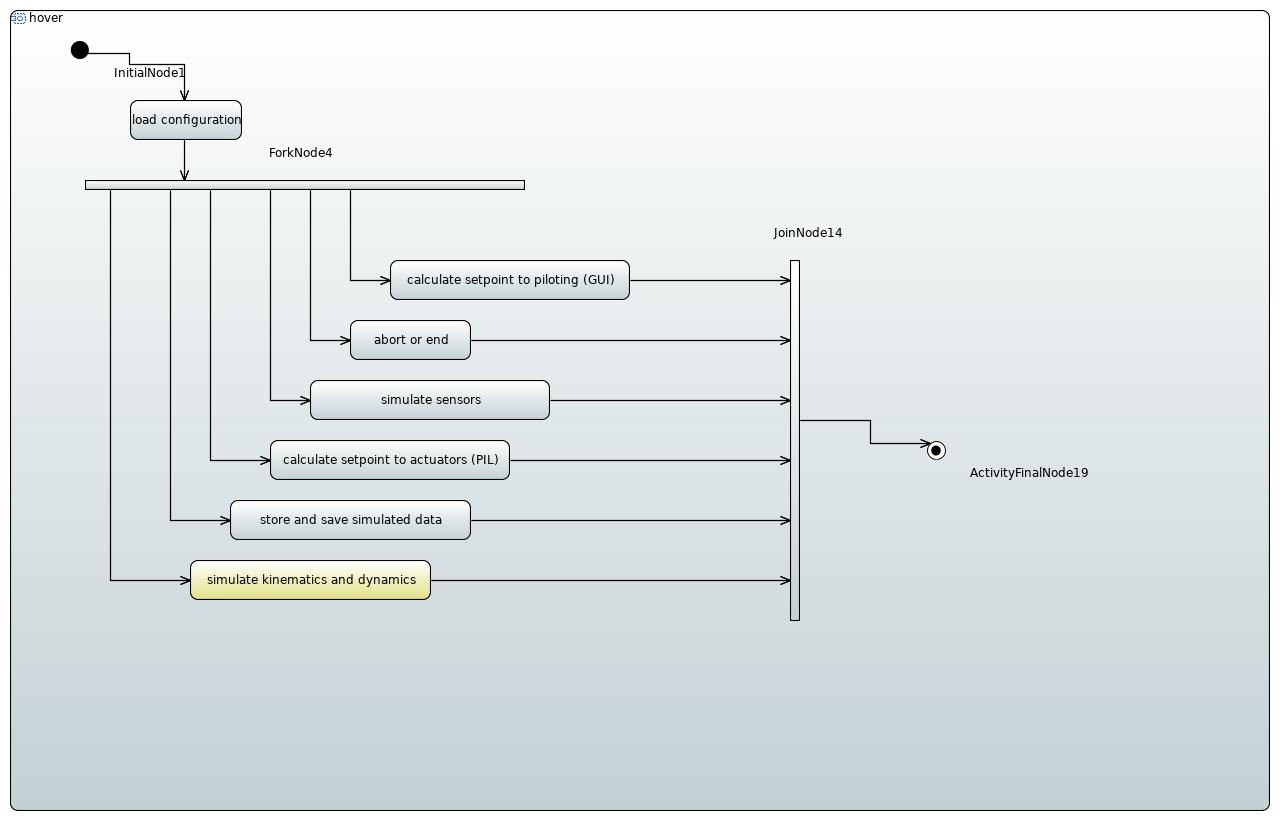 hover
InitialNode1
load configuration
ForkNode4
JoinNode14
calculate setpoint to piloting (GUI)
abort or end
simulate sensors
calculate setpoint to actuators (PIL)
ActivityFinalNode19
store and save simulated data
simulate kinematics and dynamics